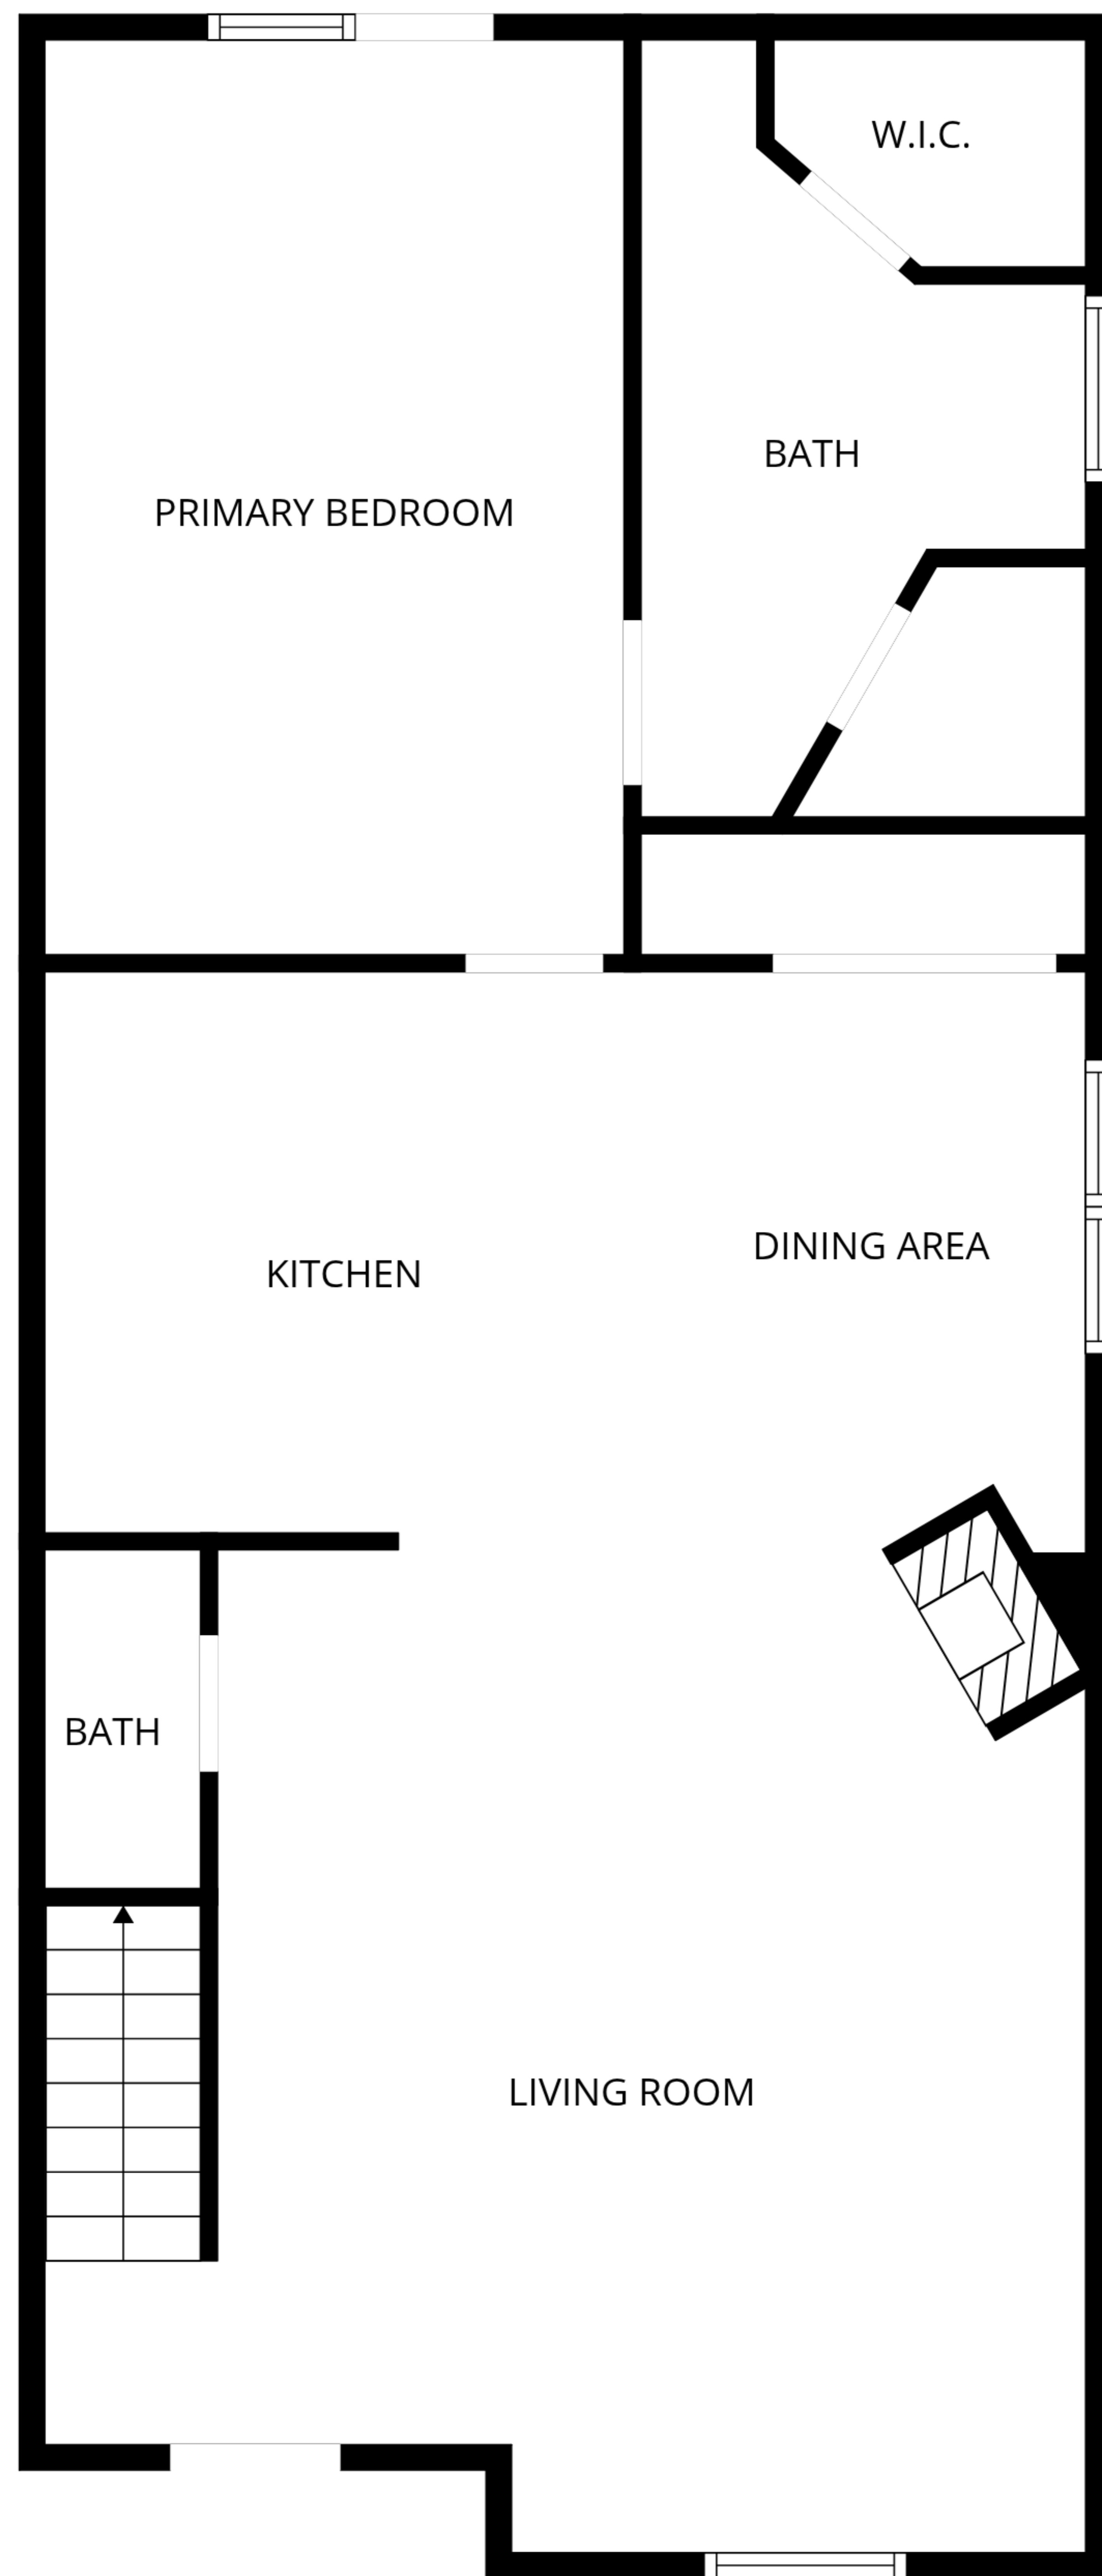 W.I.C.
BATH
PRIMARY BEDROOM
DINING AREA
KITCHEN
BATH
LIVING ROOM